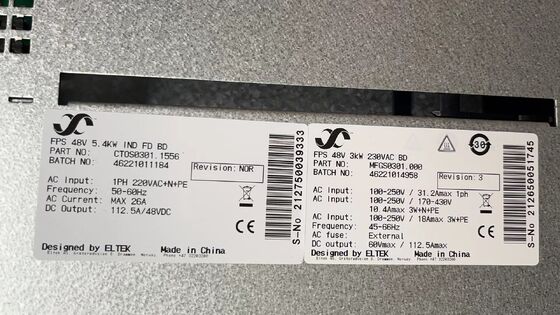 FPS 48V 5.4KW IND FD BD
PART NO: CTOS0301.1556
BATCH NO: 46221011184
Revision: NOR
AC Input: 1PH 220VAC+N+PE
Frequency: 50-60Hz
AC Current: MAX 26A
DC Output: 112.5A/48VDC
Designed by ELTEK Made in China
S-No 212750039333
FPS 48V 3kW 230VAC BD
PART NO: MFGS0301.000
BATCH NO: 46221014950
Revision: 3
30
AC Input: 100-250V / 31.2Amax 1ph
AC Input: 100-250V / 170-430V
10.4Amax 3W+N+PE
AC Input: 100-250V / 18Amax 3W+PE
Frequency: 45-66Hz
AC fuse: External
DC output: 60Vmax / 112.5Amax
Designed by ELTEK Made in China
S-No 212650051745